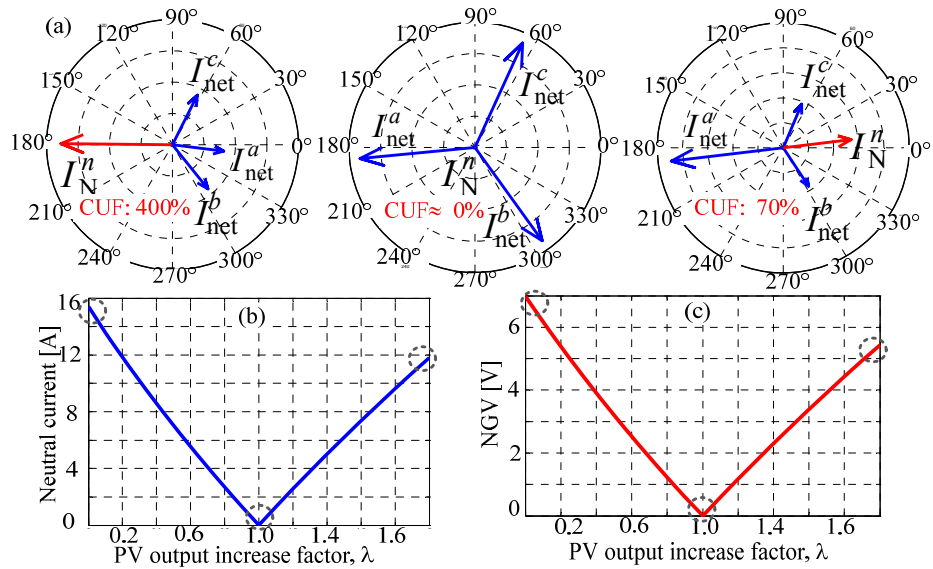 (a)
90°
120°
60°
150°
30°
180°
0°
210°
330°
240°
300°
270°
I^c_net
I^a_net
I^b_net
I^n_N
CUF: 400%
90°
120°
60°
150°
30°
180°
0°
210°
330°
240°
300°
270°
I^c_net
I^a_net
I^n_N
I^b_net
CUF≈ 0%
90°
120°
60°
150°
30°
180°
0°
210°
330°
240°
300°
270°
I^c_net
I^a_net
I^n_N
I^b_net
CUF: 70%
(b)
Neutral current [A]
16
12
8
4
0
0.2 0.6 1.0 1.4
PV output increase factor, λ
(c)
NGV [V]
6
4
2
0
0.2 0.6 1.0 1.4
PV output increase factor, λ